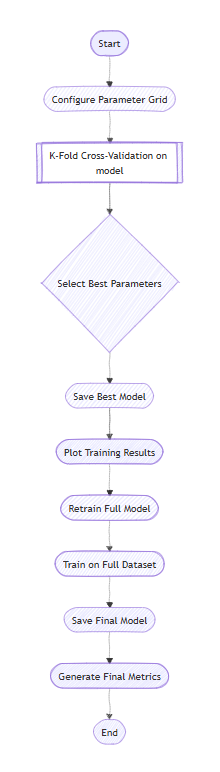 Start
Configure Parameter Grid
K-Fold Cross-Validation on
model
Select Best Parameters
Save Best Model
Plot Training Results
Retrain Full Model
Train on Full Dataset
Save Final Model
Generate Final Metrics
End